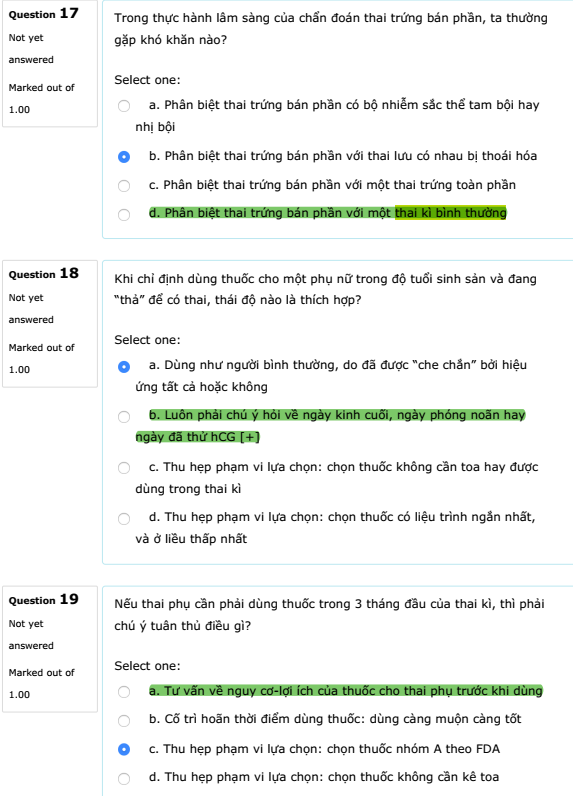 Question 17
Not yet
answered
Marked out of
1.00
Trong thực hành lâm sàng của chẩn đoán thai trứng bán phần, ta thường
gặp khó khăn nào?
Select one:
a. Phân biệt thai trứng bán phần có bộ nhiễm sắc thể tam bội hay
nhị bội
b. Phân biệt thai trứng bán phần với thai lưu có nhau bị thoái hóa
c. Phân biệt thai trứng bán phần với một thai trứng toàn phần
d. Phân biệt thai trứng bán phần với một thai kì bình thường
Question 18
Not yet
answered
Marked out of
1.00
Khi chỉ định dùng thuốc cho một phụ nữ trong độ tuổi sinh sản và đang
“thả” để có thai, thái độ nào là thích hợp?
Select one:
a. Dùng như người bình thường, do đã được “che chắn” bởi hiệu
ứng tất cả hoặc không
b. Luôn phải chú ý hỏi về ngày kinh cuối, ngày phóng noãn hay
ngày đã thử hCG [+]
c. Thu hẹp phạm vi lựa chọn: chọn thuốc không cần toa hay được
dùng trong thai kì
d. Thu hẹp phạm vi lựa chọn: chọn thuốc có liệu trình ngắn nhất,
và ở liều thấp nhất
Question 19
Not yet
answered
Marked out of
1.00
Nếu thai phụ cần phải dùng thuốc trong 3 tháng đầu của thai kì, thì phải
chú ý tuân thủ điều gì?
Select one:
a. Tư vấn về nguy cơ-lợi ích của thuốc cho thai phụ trước khi dùng
b. Cố trì hoãn thời điểm dùng thuốc: dùng càng muộn càng tốt
c. Thu hẹp phạm vi lựa chọn: chọn thuốc nhóm A theo FDA
d. Thu hẹp phạm vi lựa chọn: chọn thuốc không cần kê toa